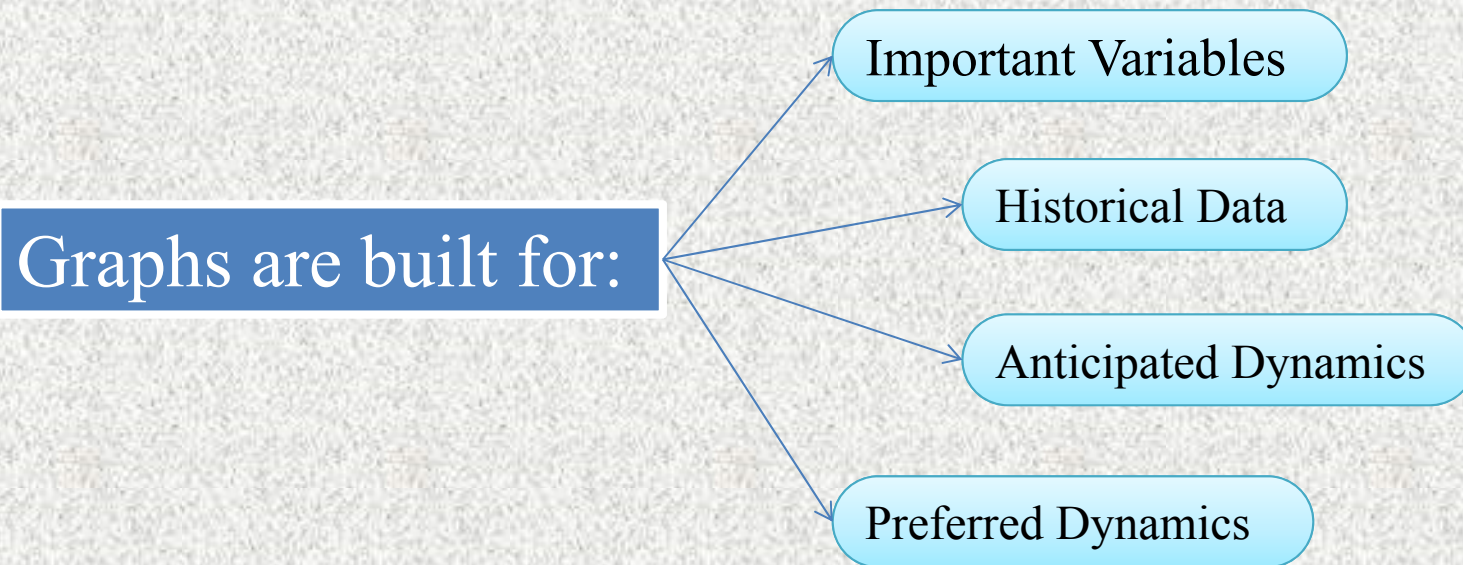 Important Variables
Historical Data
Graphs are built for:
Anticipated Dynamics
Preferred Dynamics